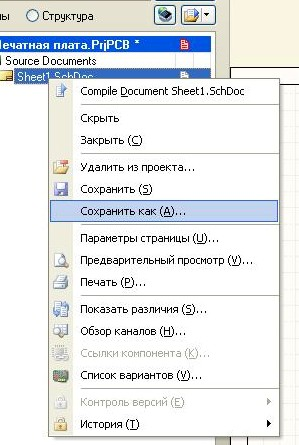 Структура
Печатная плата.PrjPCB *
Source Documents
Sheet1.SchDoc
Compile Document Sheet1.SchDoc
Скрыть
Закрыть (C)
Удалить из проекта...
Сохранить (S)
Сохранить как (A)...
Параметры страницы (U)...
Предварительный просмотр (V)...
Печать (P)...
Показать различия (S)...
Обзор каналов (H)...
Ссылки компонента (K)...
Список вариантов (V)...
Контроль версий (E)
История (T)